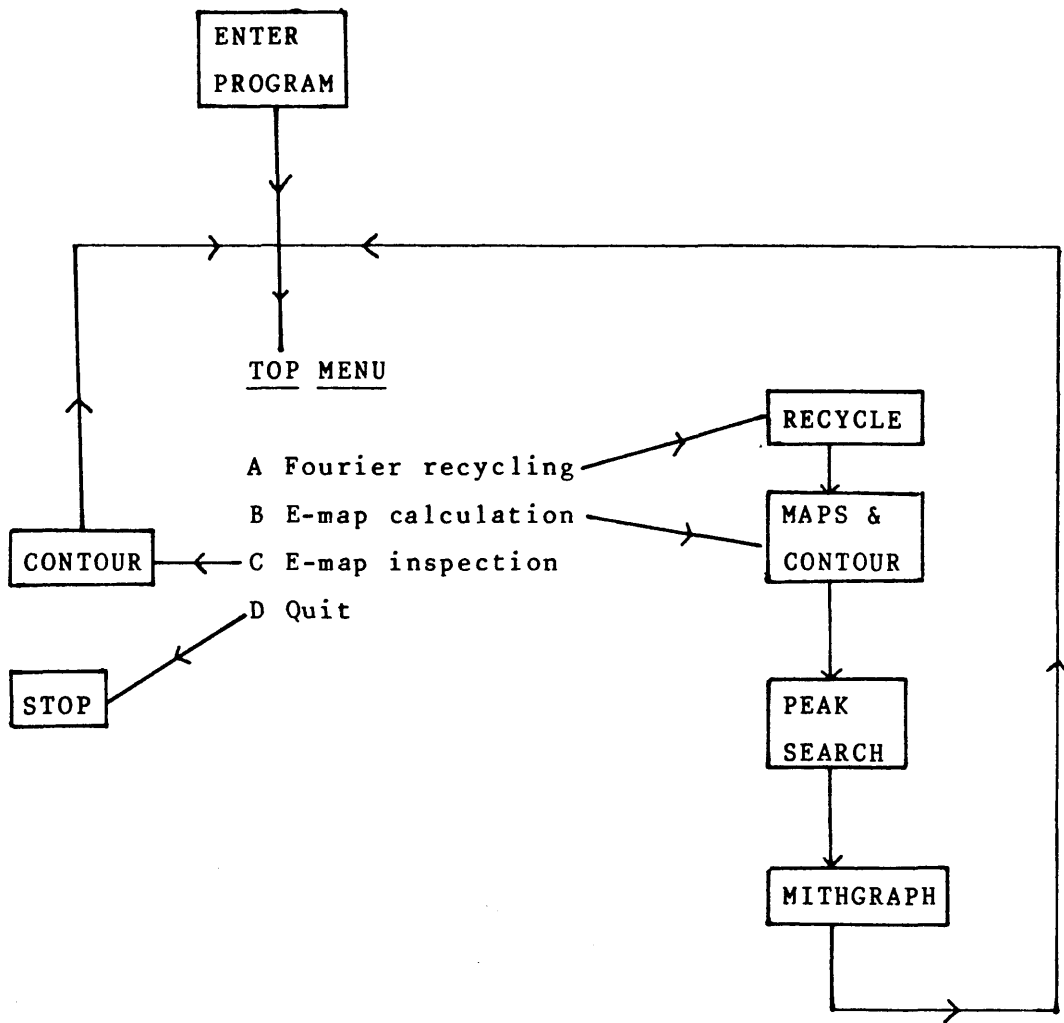 ENTER
PROGRAM
TOP MENU
A Fourier recycling
B E-map calculation
C E-map inspection
D Quit
CONTOUR
STOP
RECYCLE
MAPS &
CONTOUR
PEAK
SEARCH
MITHGRAPH